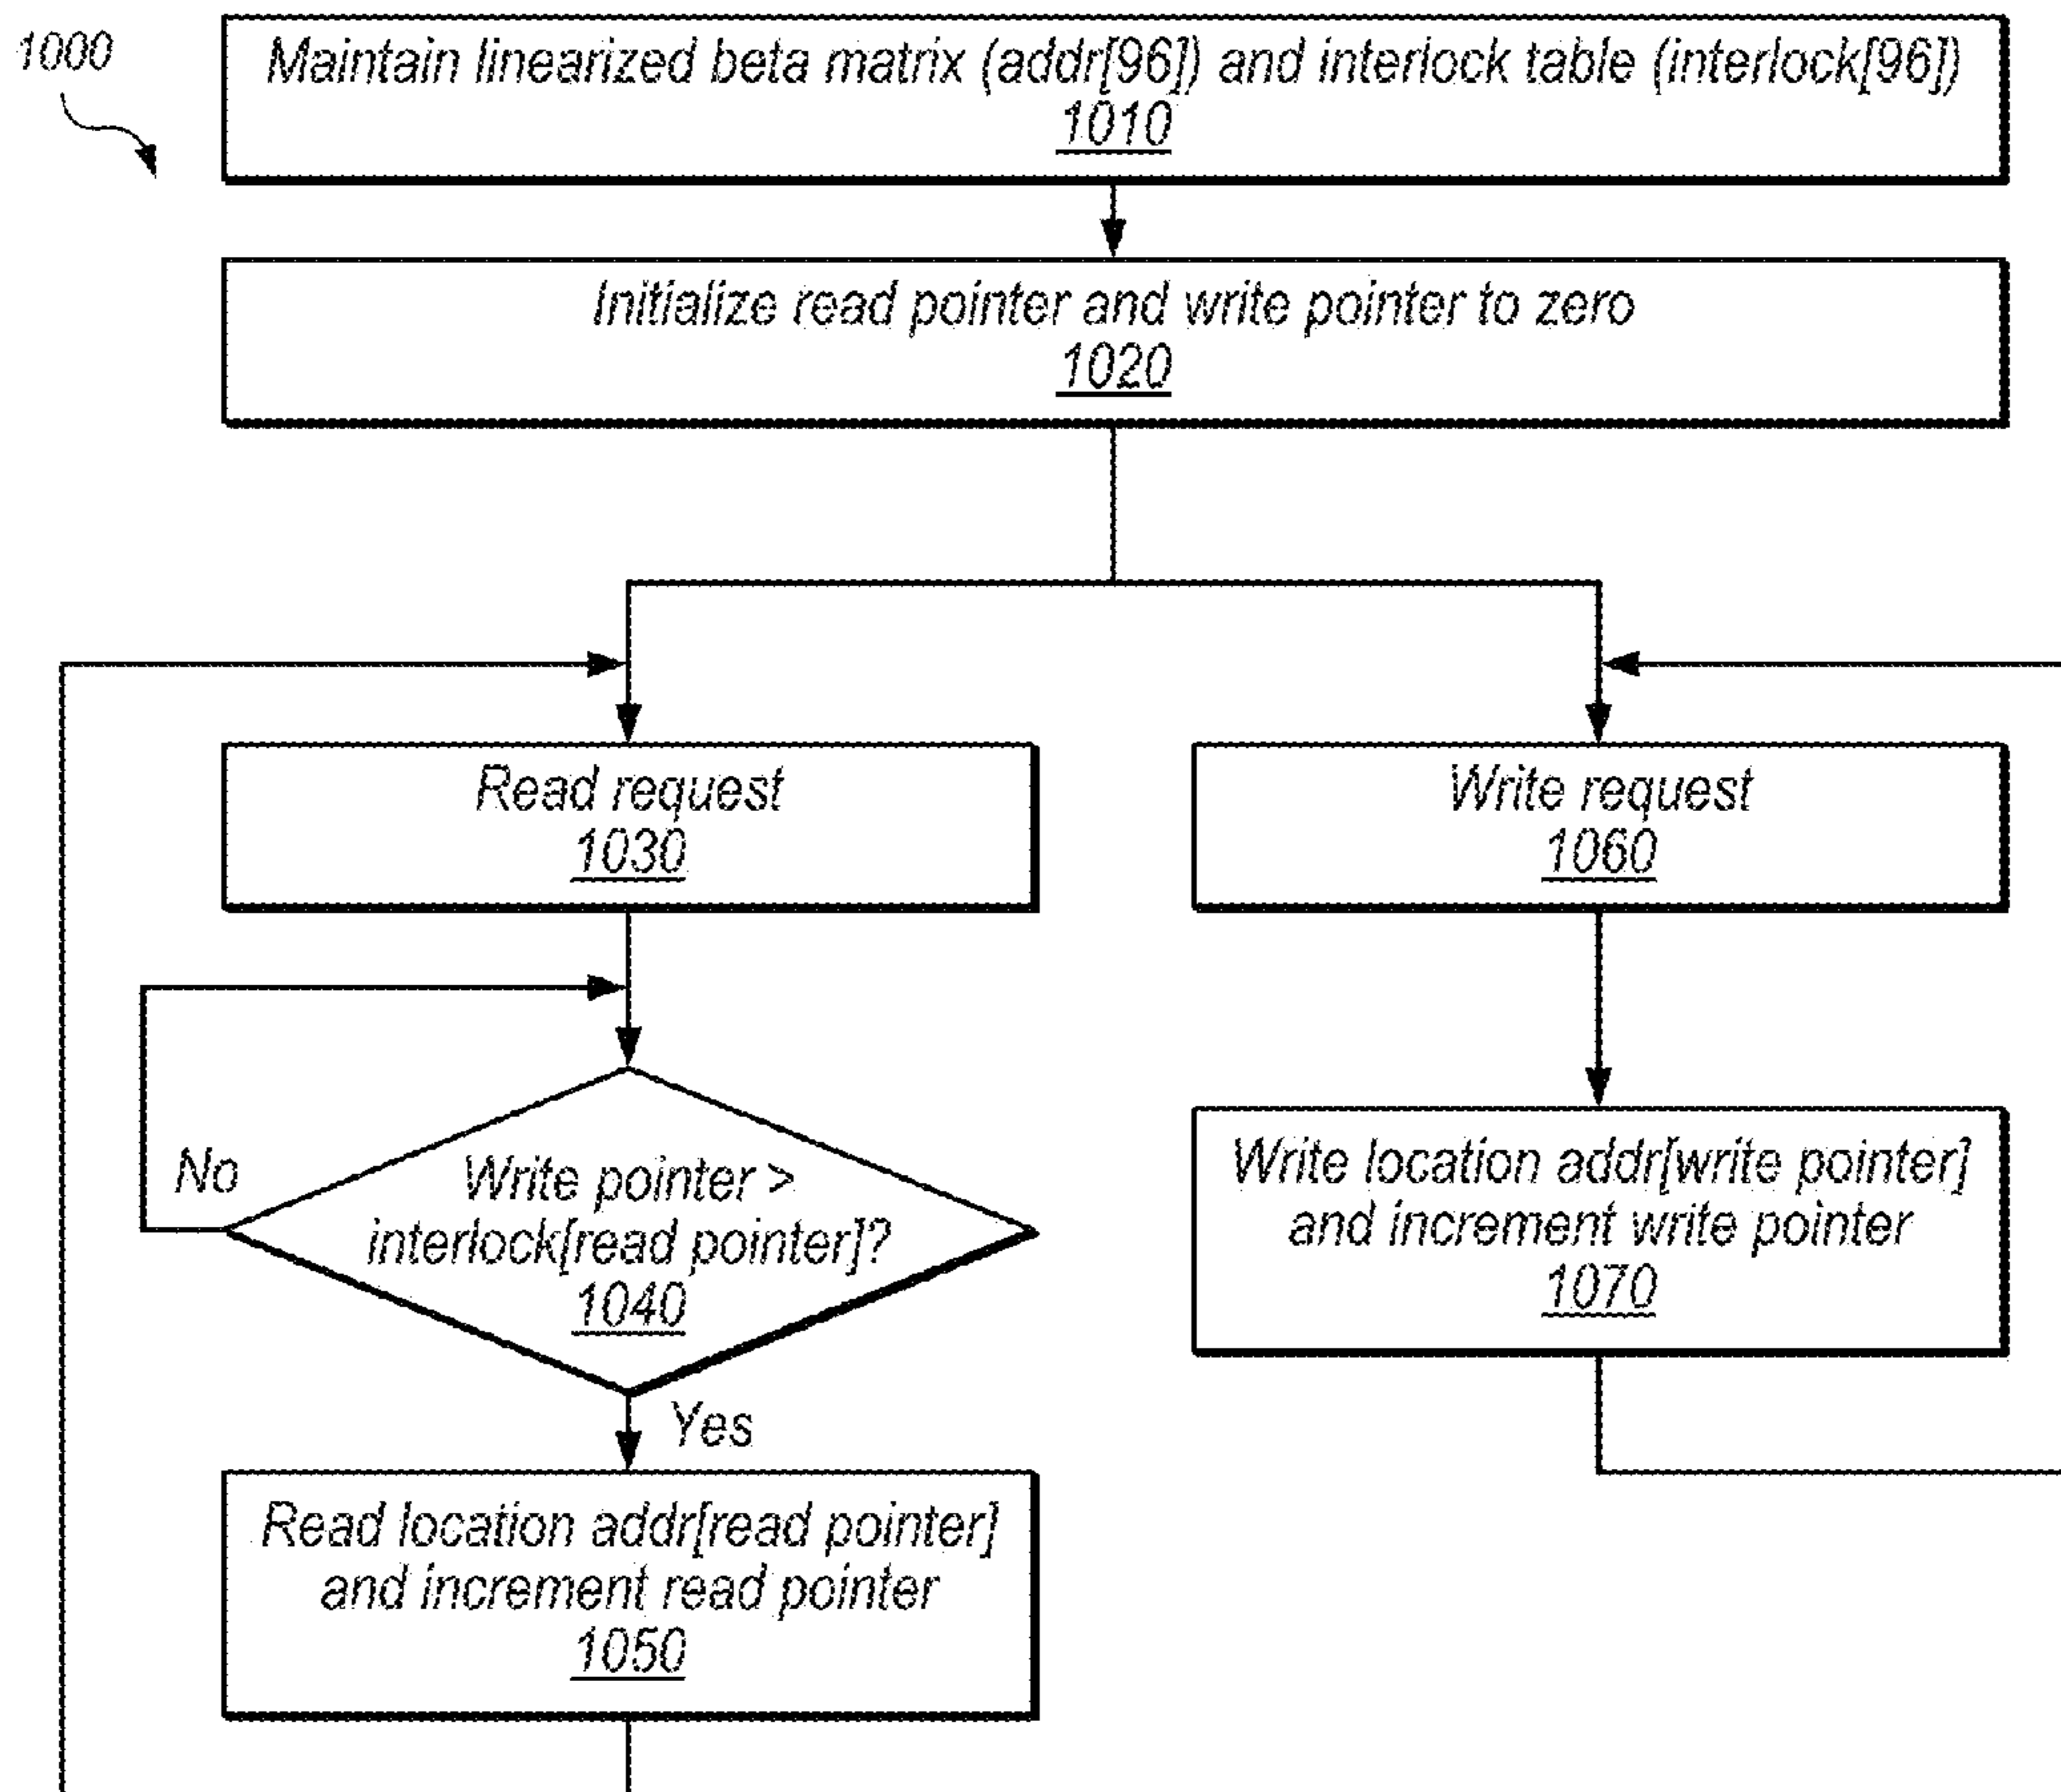 1000
Maintain linearized beta matrix (addr[96]) and interlock table (interlock[96])
1010
Initialize read pointer and write pointer to zero
1020
Read request
1030
Write request
1060
No
Write pointer >
interlock[read pointer]?
1040
Yes
Write location addr[write pointer]
and increment write pointer
1070
Read location addr[read pointer]
and increment read pointer
1050